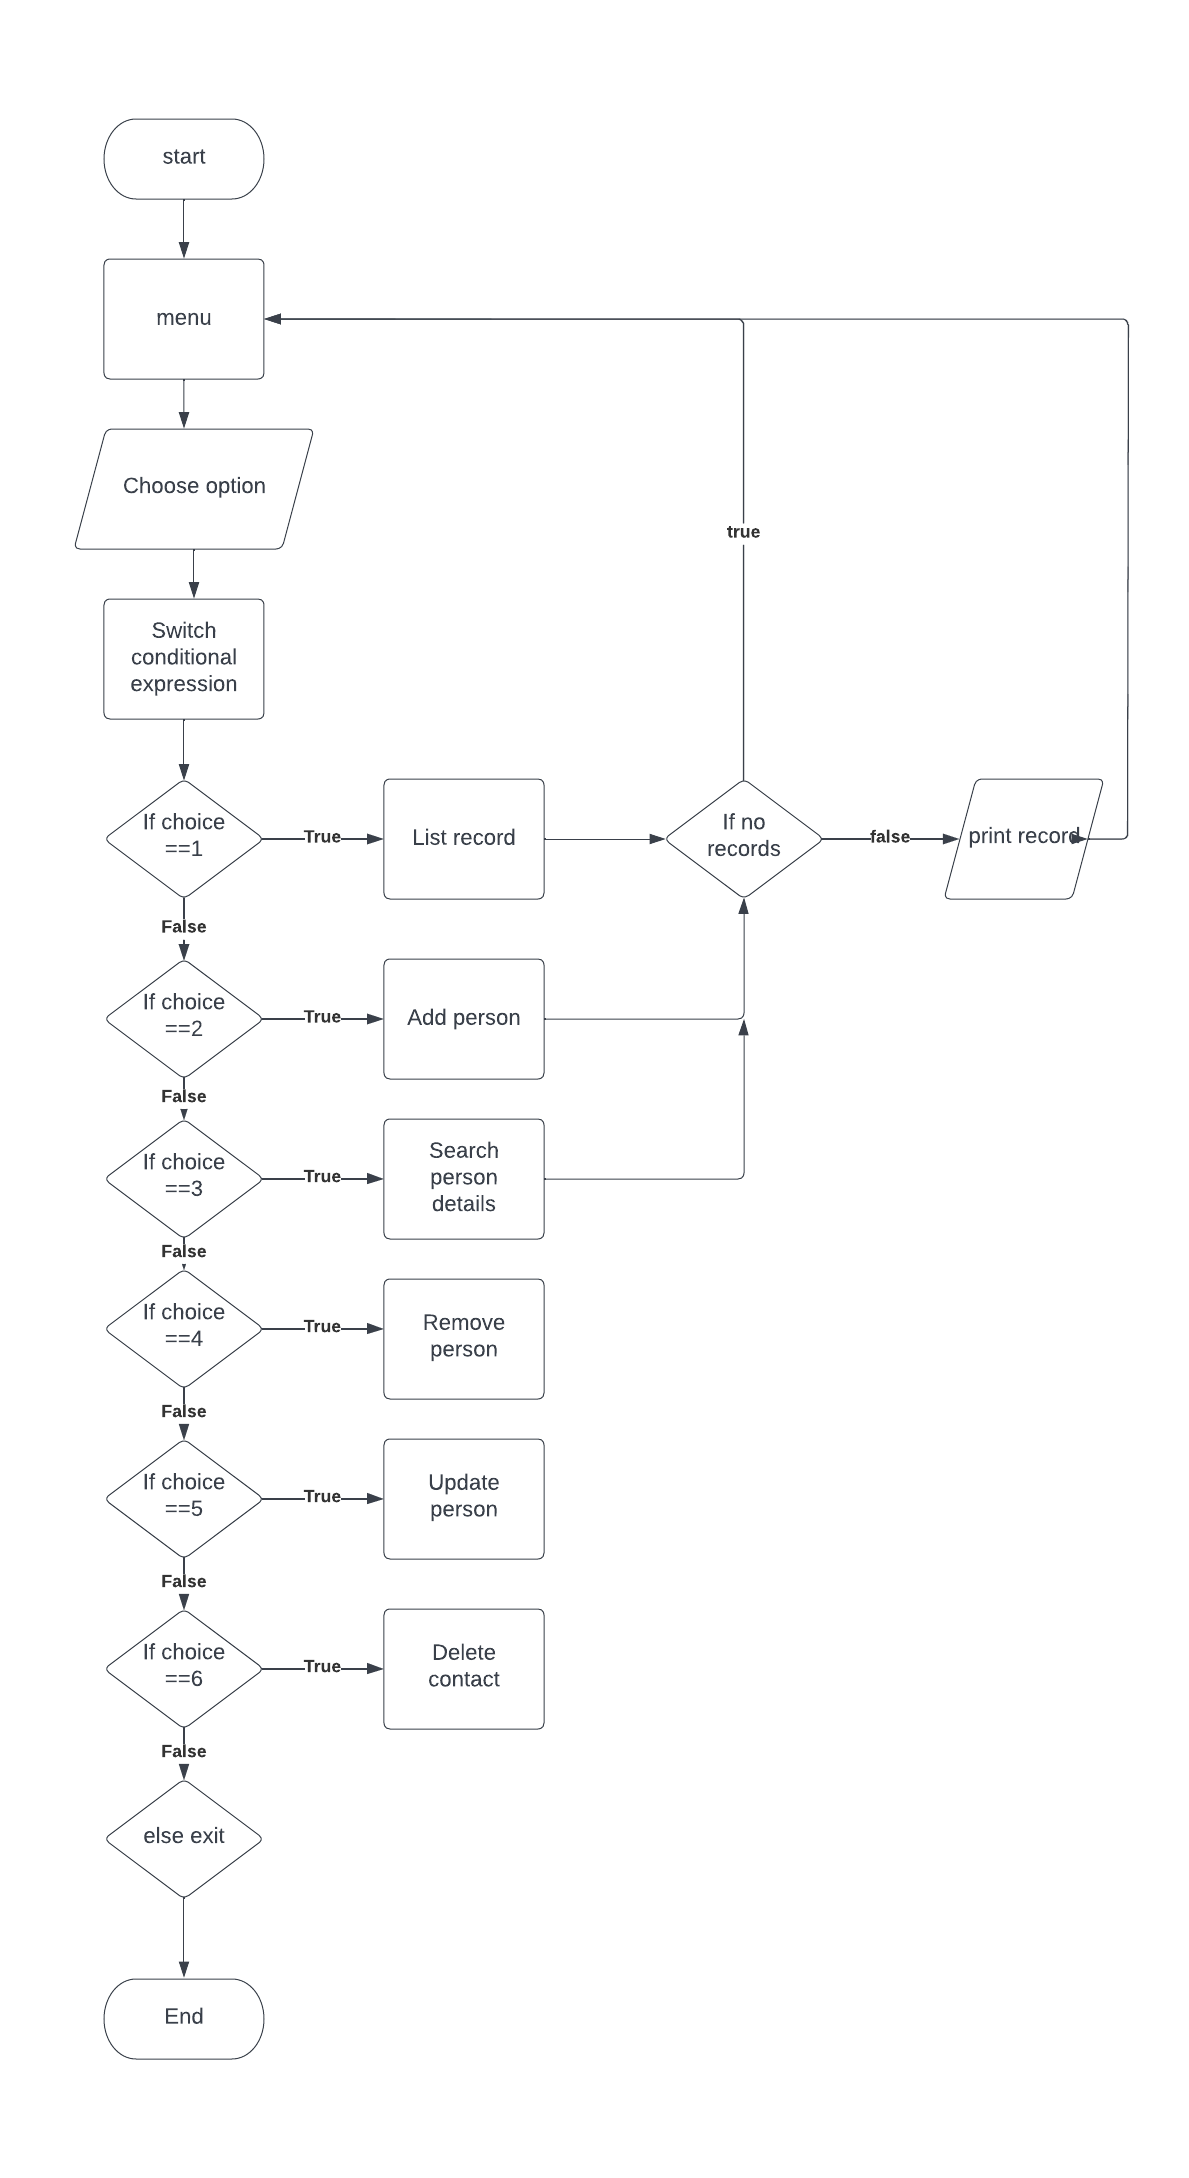 start
menu
Choose option
true
Switch
conditional
expression
If choice
==1
True
List record
If no
records
false
print record
False
If choice
==2
True
Add person
False
If choice
==3
True
Search
person
details
False
If choice
==4
True
Remove
person
False
If choice
==5
True
Update
person
False
If choice
==6
True
Delete
contact
False
else exit
End